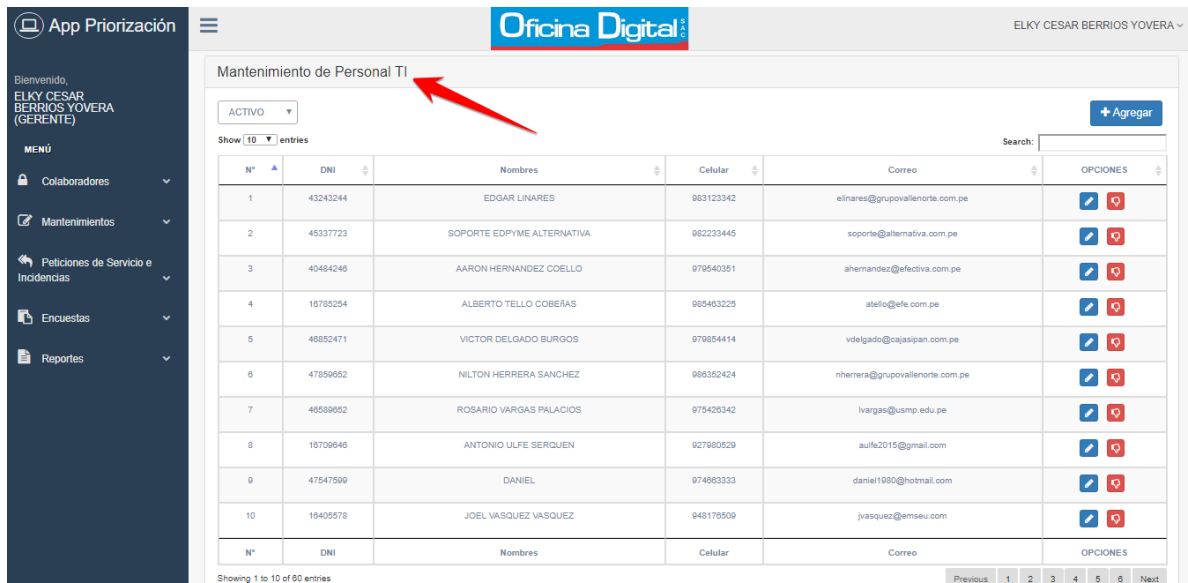 App Priorización
Oficina Digital SAC
ELKY CESAR BERRIOS YOVERA
Bienvenido,
ELKY CESAR
BERRIOS YOVERA
(GERENTE)
MENÚ
Colaboradores
Mantenimientos
Peticiones de Servicio e
Incidencias
Encuestas
Reportes
Mantenimiento de Personal TI
ACTIVO
Agregar
Show 10 entries
Search:
N° DNI Nombres Celular Correo OPCIONES
1 43243244 EDGAR LINARES 983123342 elinares@grupovallenorte.com.pe
2 45337723 SOPORTE EDPYME ALTERNATIVA 982233445 soporte@alternativa.com.pe
3 40484246 AARON HERNANDEZ COELLO 979540351 ahernandez@efectiva.com.pe
4 16785254 ALBERTO TELLO COBEñAS 985463225 atello@efe.com.pe
5 46852471 VICTOR DELGADO BURGOS 979854414 vdelgado@cajasipan.com.pe
6 47859652 NILTON HERRERA SANCHEZ 986352424 nherrera@grupovallenorte.com.pe
7 46589652 ROSARIO VARGAS PALACIOS 975426342 lvargas@usmp.edu.pe
8 16709646 ANTONIO ULFE SERQUEN 927980529 aulfe2015@gmail.com
9 47547599 DANIEL 974663333 daniel1980@hotmail.com
10 16405578 JOEL VASQUEZ VASQUEZ 948176509 jvasquez@emseu.com
N° DNI Nombres Celular Correo OPCIONES
Showing 1 to 10 of 60 entries
Previous 1 2 3 4 5 6 Next